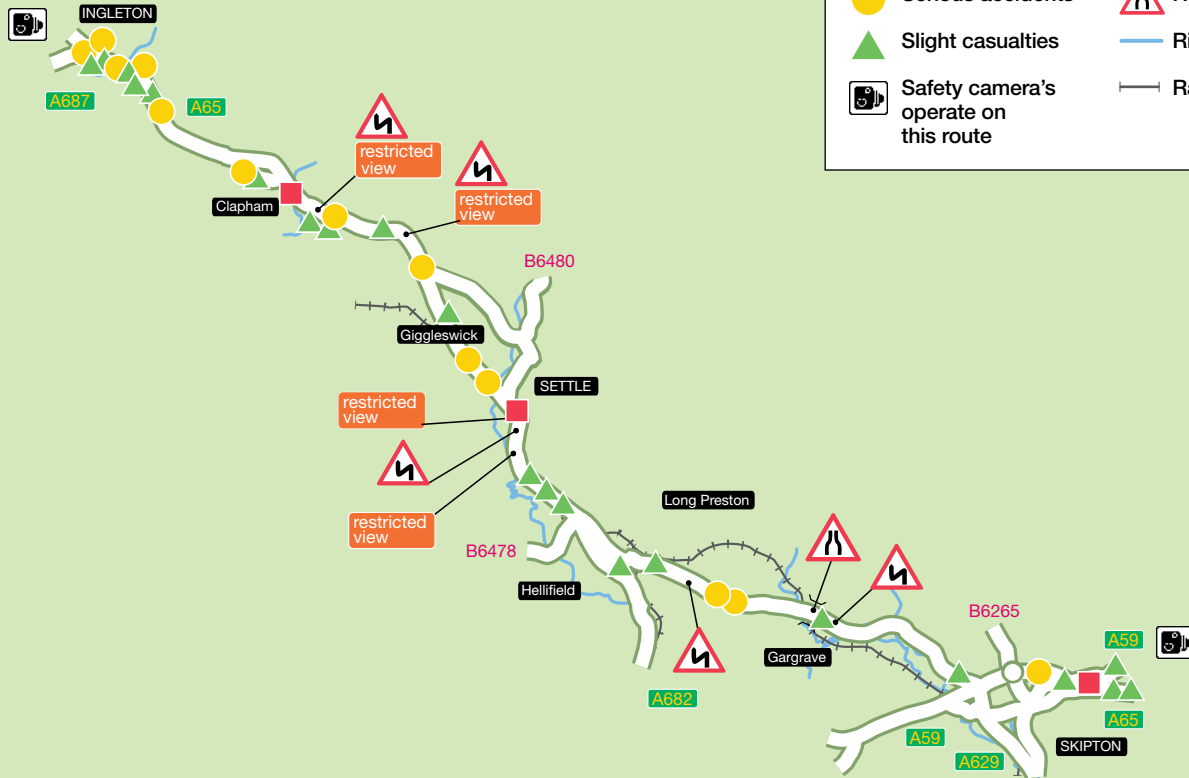 INGLETON
A687
A65
Serious accidents
Slight casualties
Safety camera's
operate on
this route
restricted
view
restricted
view
Clapham
B6480
Giggleswick
SETTLE
restricted
view
restricted
view
Long Preston
B6478
Hellifield
B6265
A59
Gargrave
A682
A65
A59
SKIPTON
A629